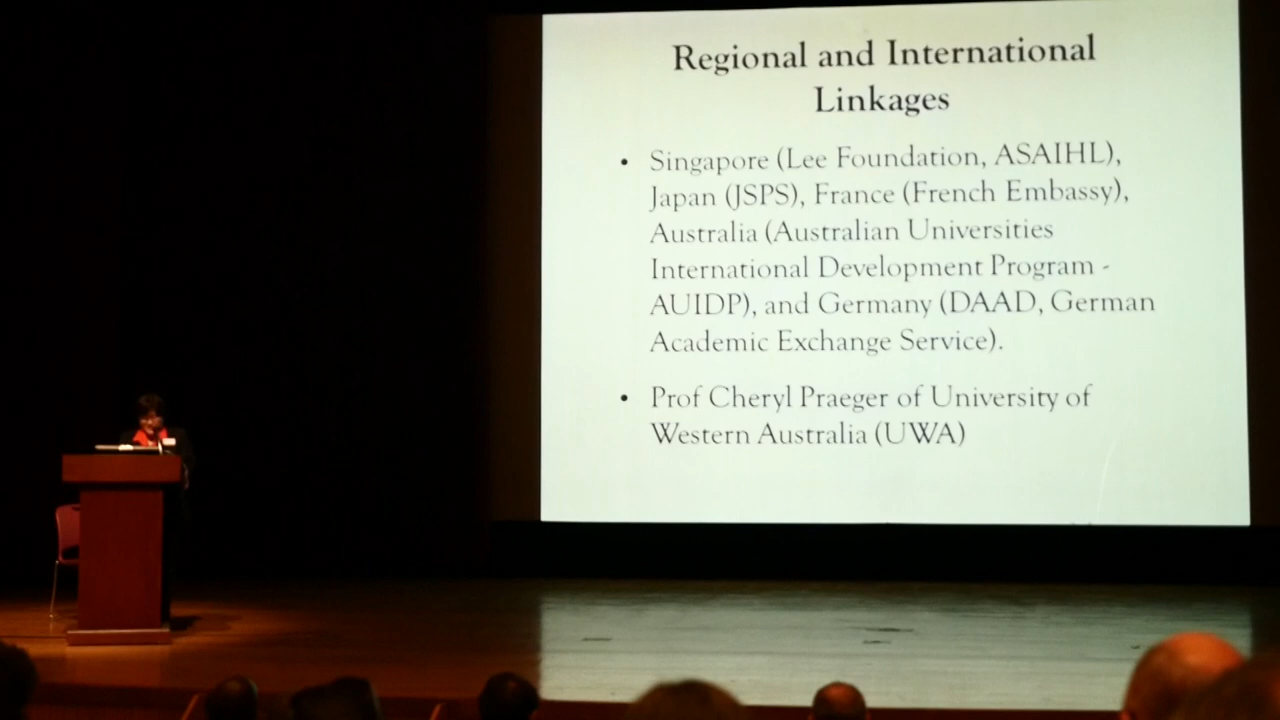 Regional and International
Linkages
• Singapore (Lee Foundation, ASAIHL),
Japan (JSPS), France (French Embassy),
Australia (Australian Universities
International Development Program -
AUIDP), and Germany (DAAD, German
Academic Exchange Service).
• Prof Cheryl Praeger of University of
Western Australia (UWA)